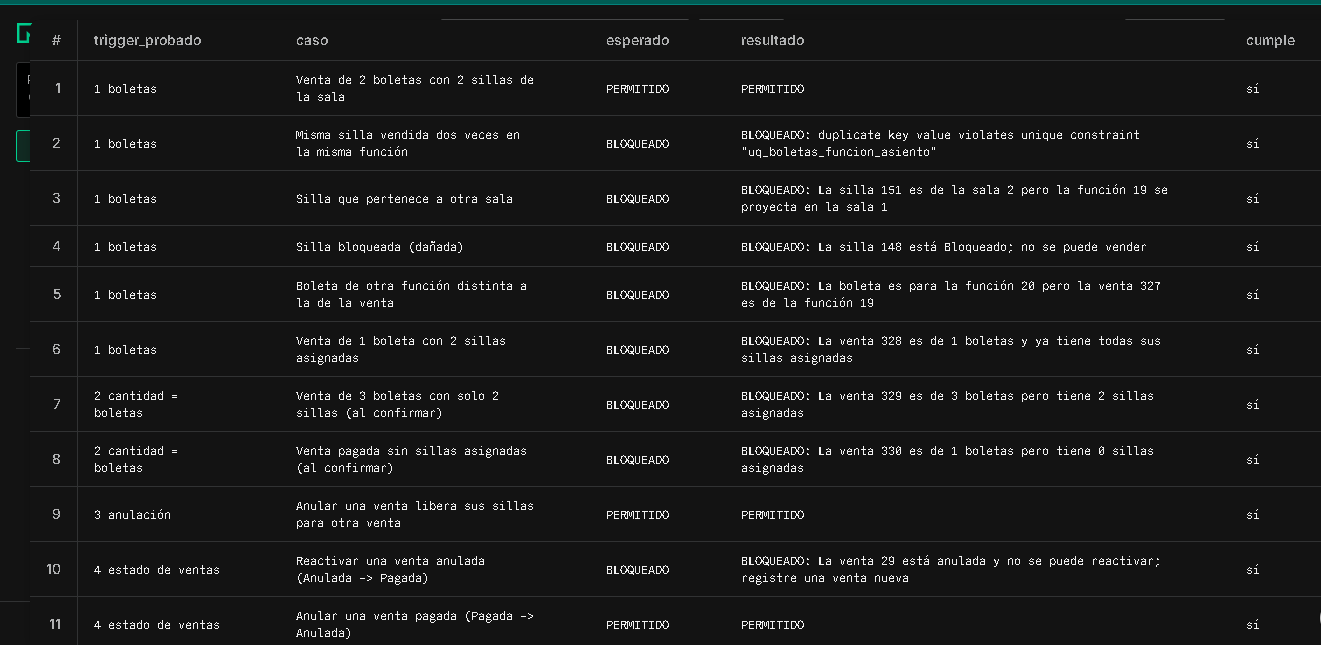 # trigger_probado caso esperado resultado cumple
1 1 boletas Venta de 2 boletas con 2 sillas de PERMITIDO PERMITIDO sí
la sala
2 1 boletas Misma silla vendida dos veces en BLOQUEADO BLOQUEADO: duplicate key value violates unique constraint sí
la misma función "uq_boletas_funcion_asiento"
3 1 boletas Silla que pertenece a otra sala BLOQUEADO BLOQUEADO: La silla 151 es de la sala 2 pero la función 19 se sí
proyecta en la sala 1
4 1 boletas Silla bloqueada (dañada) BLOQUEADO BLOQUEADO: La silla 148 está Bloqueado; no se puede vender sí
5 1 boletas Boleta de otra función distinta a BLOQUEADO BLOQUEADO: La boleta es para la función 20 pero la venta 327 sí
la de la venta es de la función 19
6 1 boletas Venta de 1 boleta con 2 sillas BLOQUEADO BLOQUEADO: La venta 328 es de 1 boletas y ya tiene todas sus sí
asignadas sillas asignadas
7 2 cantidad = Venta de 3 boletas con solo 2 BLOQUEADO BLOQUEADO: La venta 329 es de 3 boletas pero tiene 2 sillas sí
boletas sillas (al confirmar) asignadas
8 2 cantidad = Venta pagada sin sillas asignadas BLOQUEADO BLOQUEADO: La venta 330 es de 1 boletas pero tiene 0 sillas sí
boletas (al confirmar) asignadas
9 3 anulación Anular una venta libera sus sillas PERMITIDO PERMITIDO sí
para otra venta
10 4 estado de ventas Reactivar una venta anulada BLOQUEADO BLOQUEADO: La venta 29 está anulada y no se puede reactivar; sí
(Anulada -> Pagada) registre una venta nueva
11 4 estado de ventas Anular una venta pagada (Pagada -> PERMITIDO PERMITIDO sí
Anulada)